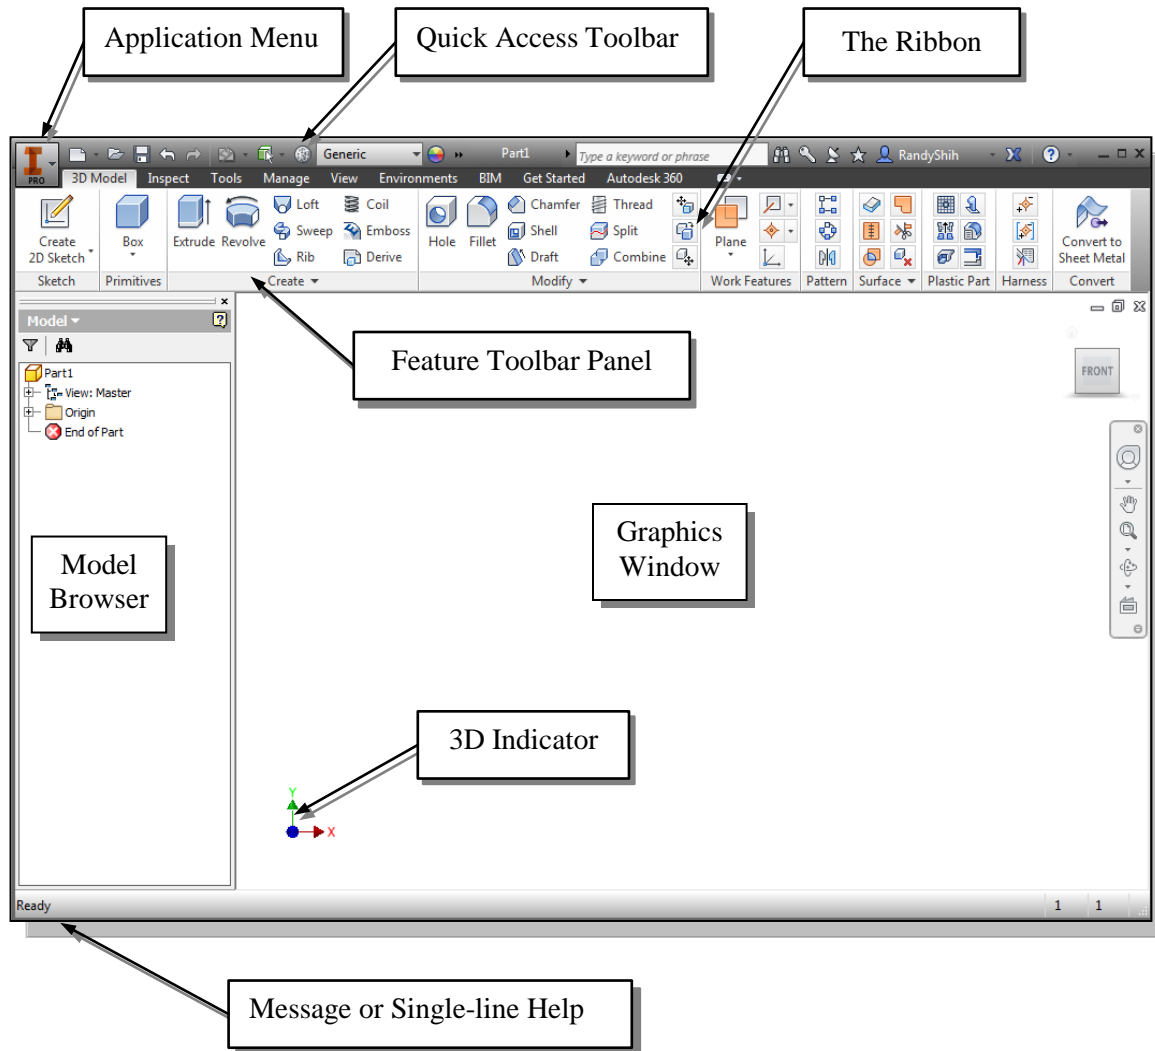 Application Menu
Quick Access Toolbar
The Ribbon
PRO
Generic
Part1
Type a keyword or phrase
RandyShih
3D Model Inspect Tools Manage View Environments BIM Get Started Autodesk 360
Create
2D Sketch
Box
Extrude Revolve
Loft
Sweep
Rib
Coil
Emboss
Derive
Hole Fillet
Chamfer
Shell
Draft
Thread
Split
Combine
Plane
Convert to
Sheet Metal
Sketch Primitives Create Modify Work Features Pattern Surface Plastic Part Harness Convert
Model
Part1
View: Master
Origin
End of Part
Feature Toolbar Panel
FRONT
Model
Browser
Graphics
Window
3D Indicator
Y
X
Ready
1 1
Message or Single-line Help